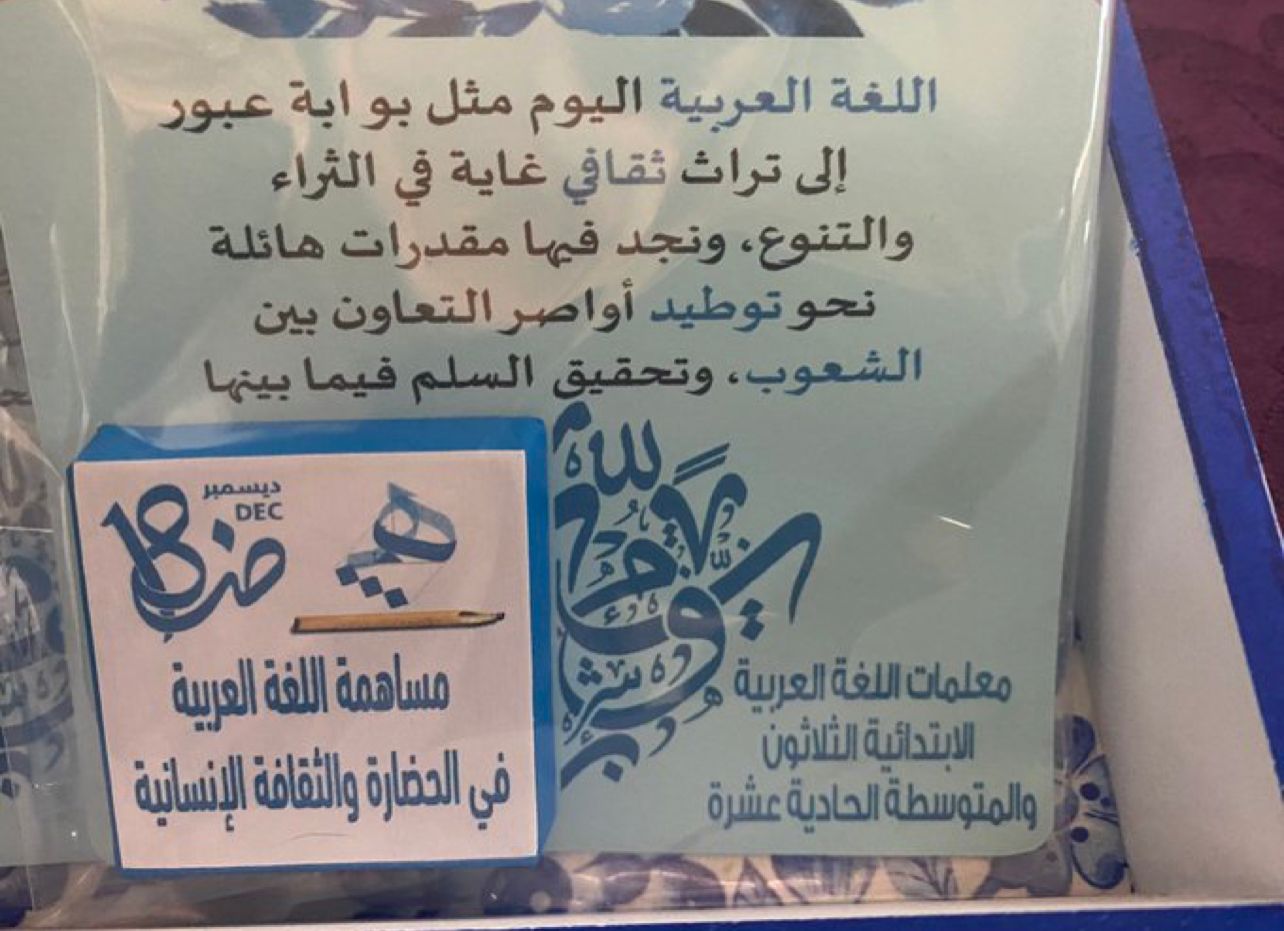 اللغة العربية اليوم مثل بوابة عبور
إلى تراث ثقافي غاية في الثراء
والتنوع، ونجد فيها مقدرات هائلة
نحو توطيد أواصر التعاون بين
الشعوب، وتحقيق السلم فيما بينها
ديسمبر
DEC
18
ض
مساهمة اللغة العربية
في الحضارة والثقافة الإنسانية
معلمات اللغة العربية
الابتدائية الثلاثون
والمتوسطة الحادية عشرة